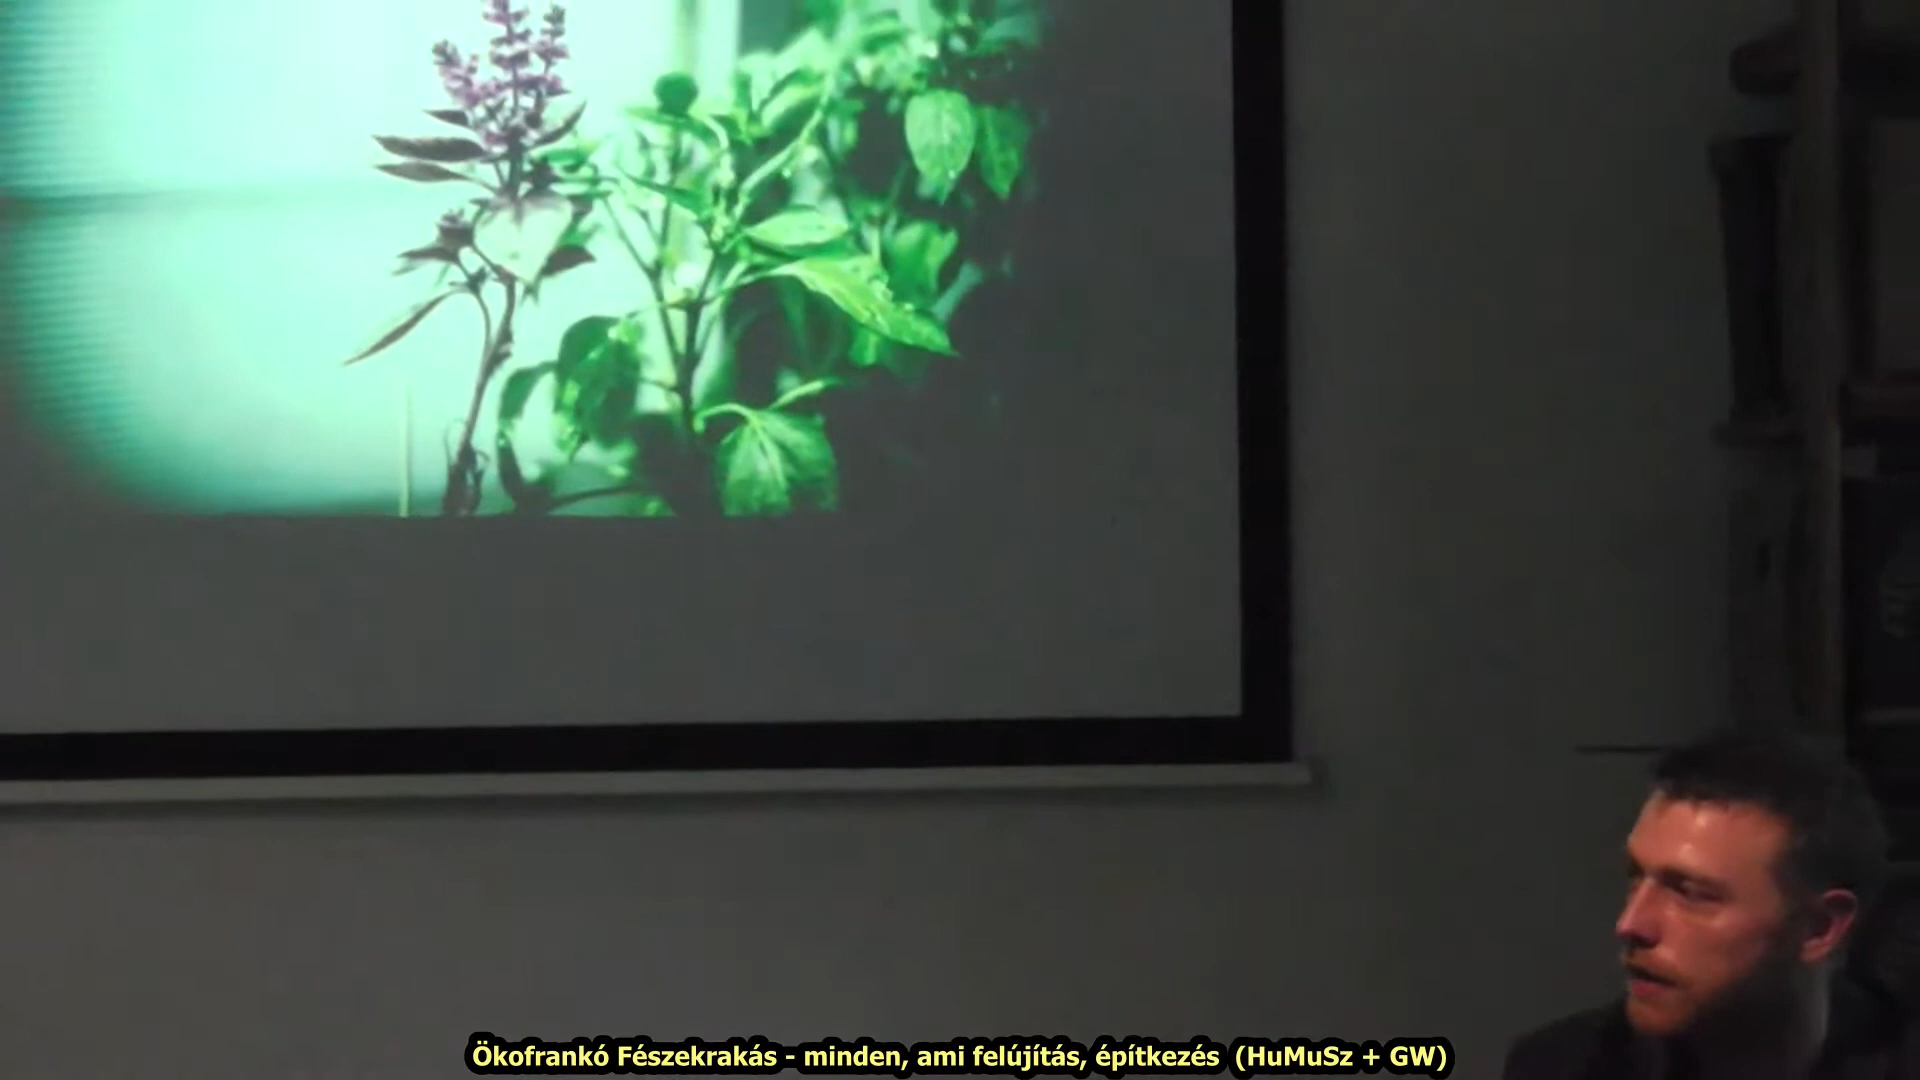 Ökofrankó Fészekrakás - minden, ami felújítás, építkezés (HuMuSz + GW)